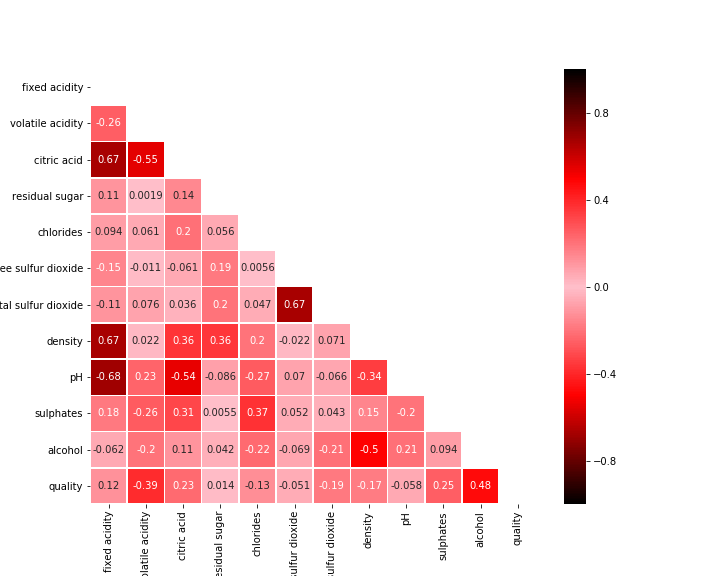 fixed acidity
volatile acidity -0.26
citric acid 0.67 -0.55
residual sugar 0.11 0.0019 0.14
chlorides 0.094 0.061 0.2 0.056
ee sulfur dioxide -0.15 -0.011 -0.061 0.19 0.0056
tal sulfur dioxide -0.11 0.076 0.036 0.2 0.047 0.67
density 0.67 0.022 0.36 0.36 0.2 -0.022 0.071
pH -0.68 0.23 -0.54 -0.086 -0.27 0.07 -0.066 -0.34
sulphates 0.18 -0.26 0.31 0.0055 0.37 0.052 0.043 0.15 -0.2
alcohol -0.062 -0.2 0.11 0.042 -0.22 -0.069 -0.21 -0.5 0.21 0.094
quality 0.12 -0.39 0.23 0.014 -0.13 -0.051 -0.19 -0.17 -0.058 0.25 0.48
fixed acidity
olatile acidity
citric acid
esidual sugar
chlorides
sulfur dioxide
sulfur dioxide
density
pH
sulphates
alcohol
quality
0.8
0.4
0.0
−0.4
−0.8